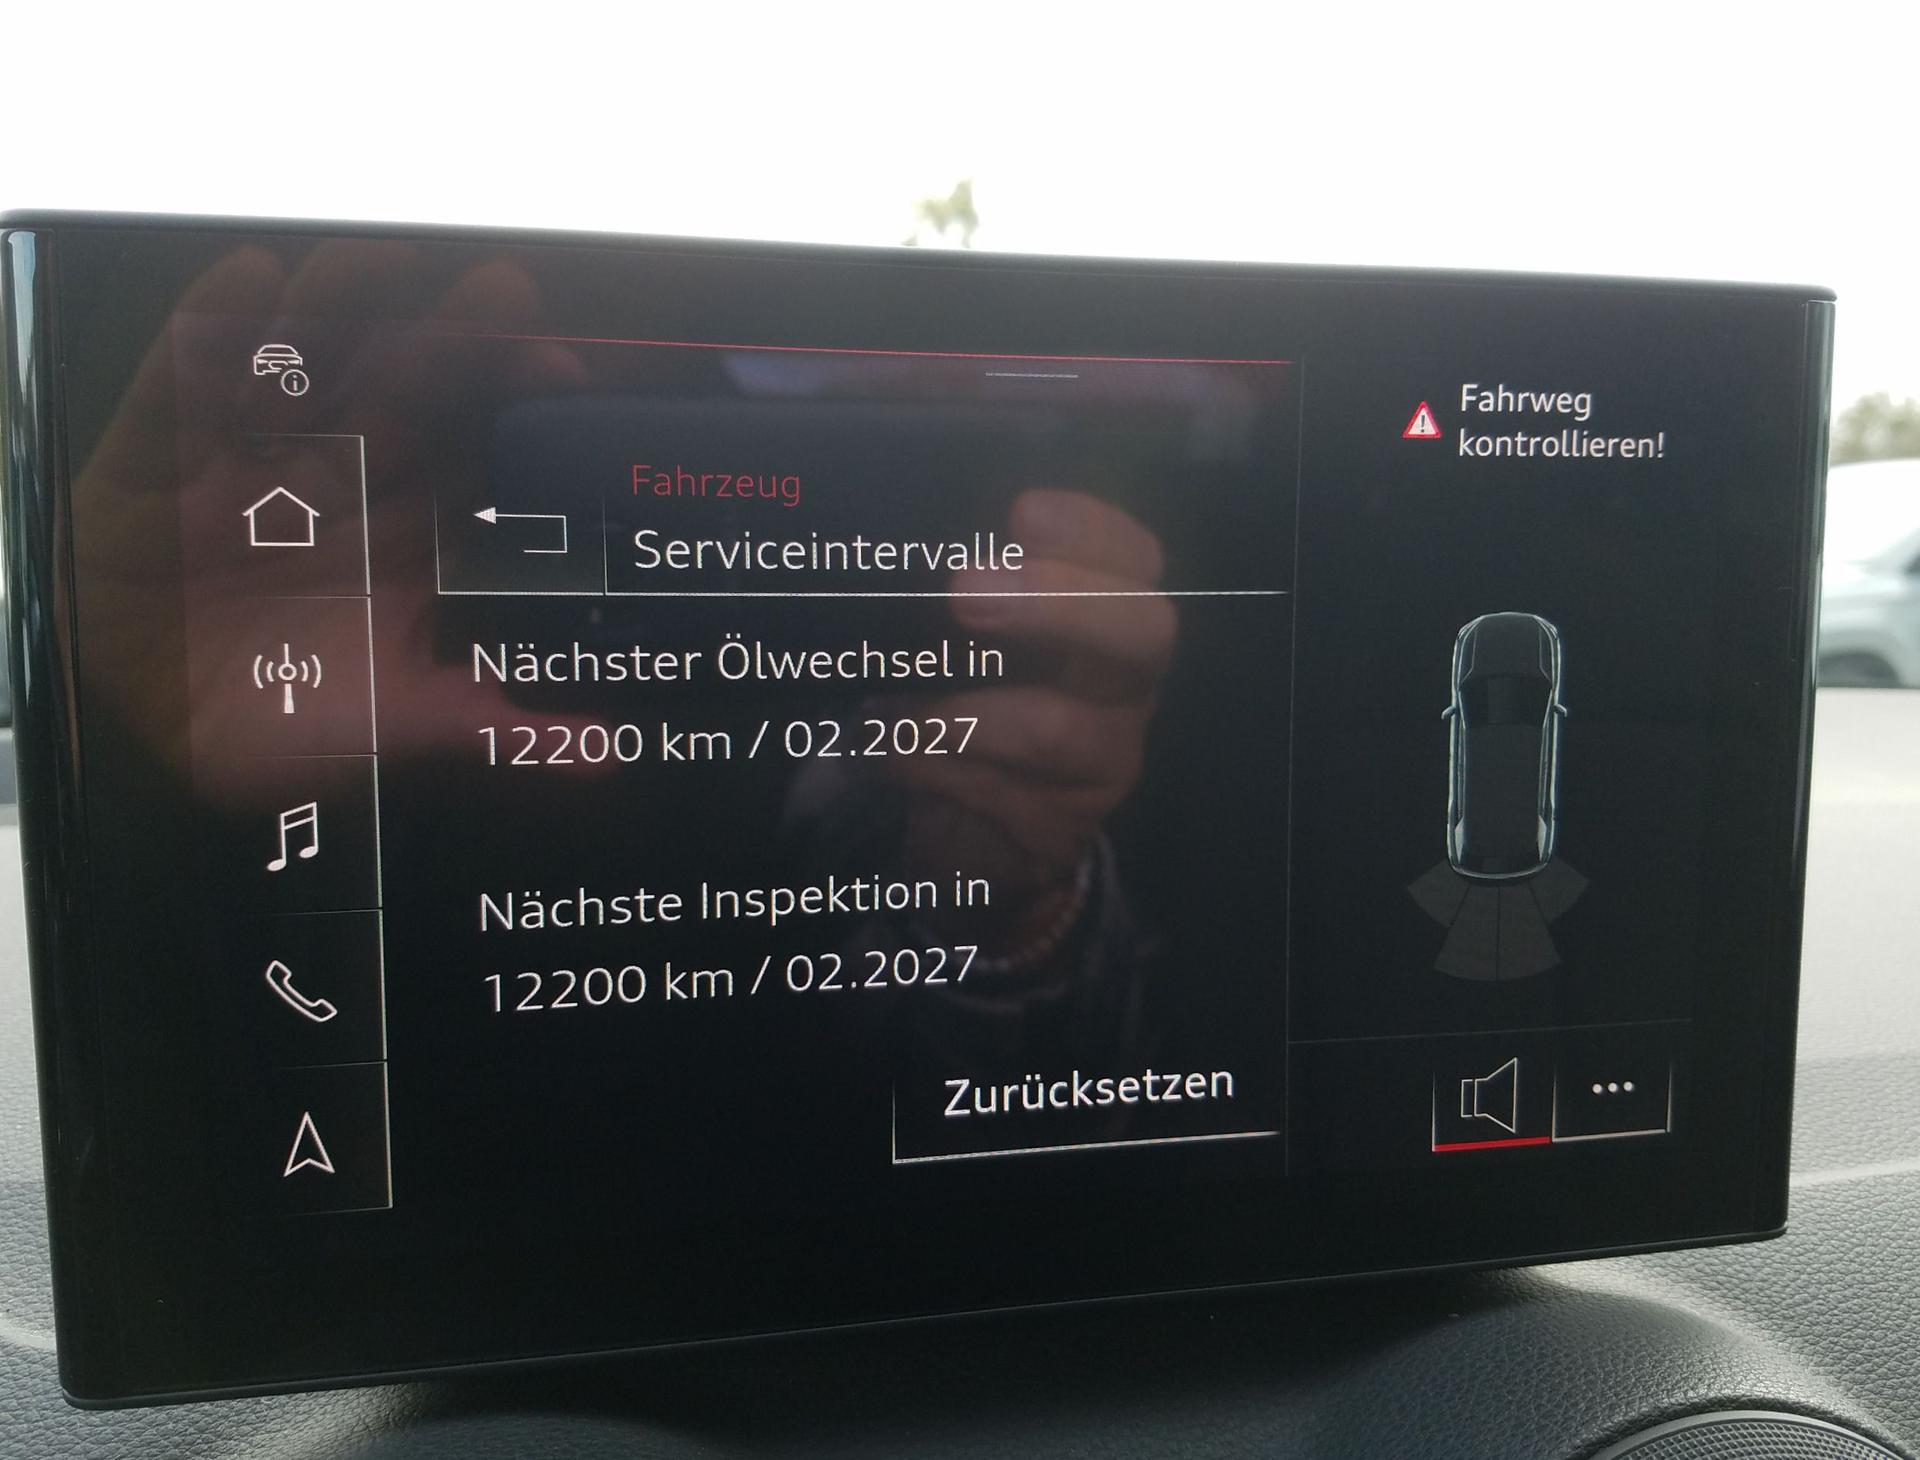 Fahrzeug
Serviceintervalle
Nächster Ölwechsel in
12200 km / 02.2027
Nächste Inspektion in
12200 km / 02.2027
Zurücksetzen
Fahrweg
kontrollieren!